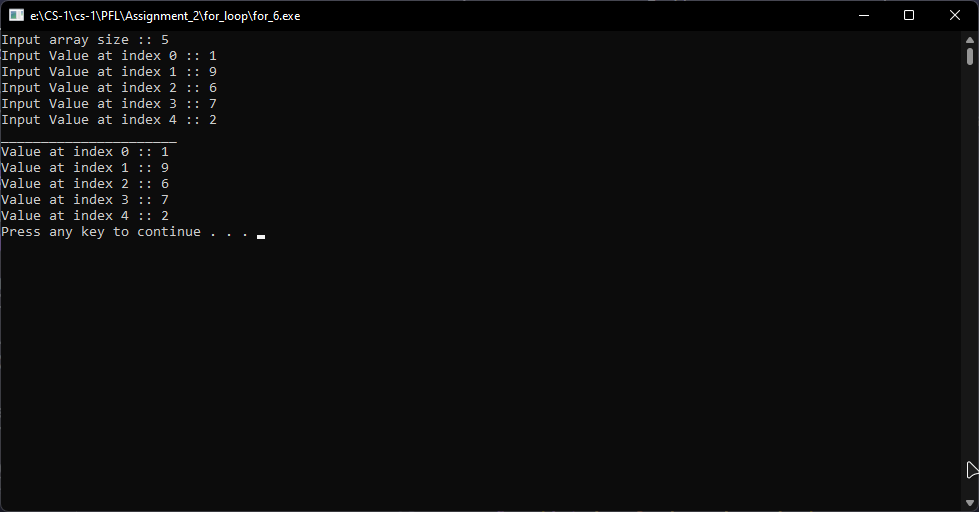 e:\CS-1\cs-1\PFL\Assignment_2\for_loop\for_6.exe
Input array size :: 5
Input Value at index 0 :: 1
Input Value at index 1 :: 9
Input Value at index 2 :: 6
Input Value at index 3 :: 7
Input Value at index 4 :: 2
______________________
Value at index 0 :: 1
Value at index 1 :: 9
Value at index 2 :: 6
Value at index 3 :: 7
Value at index 4 :: 2
Press any key to continue . . .